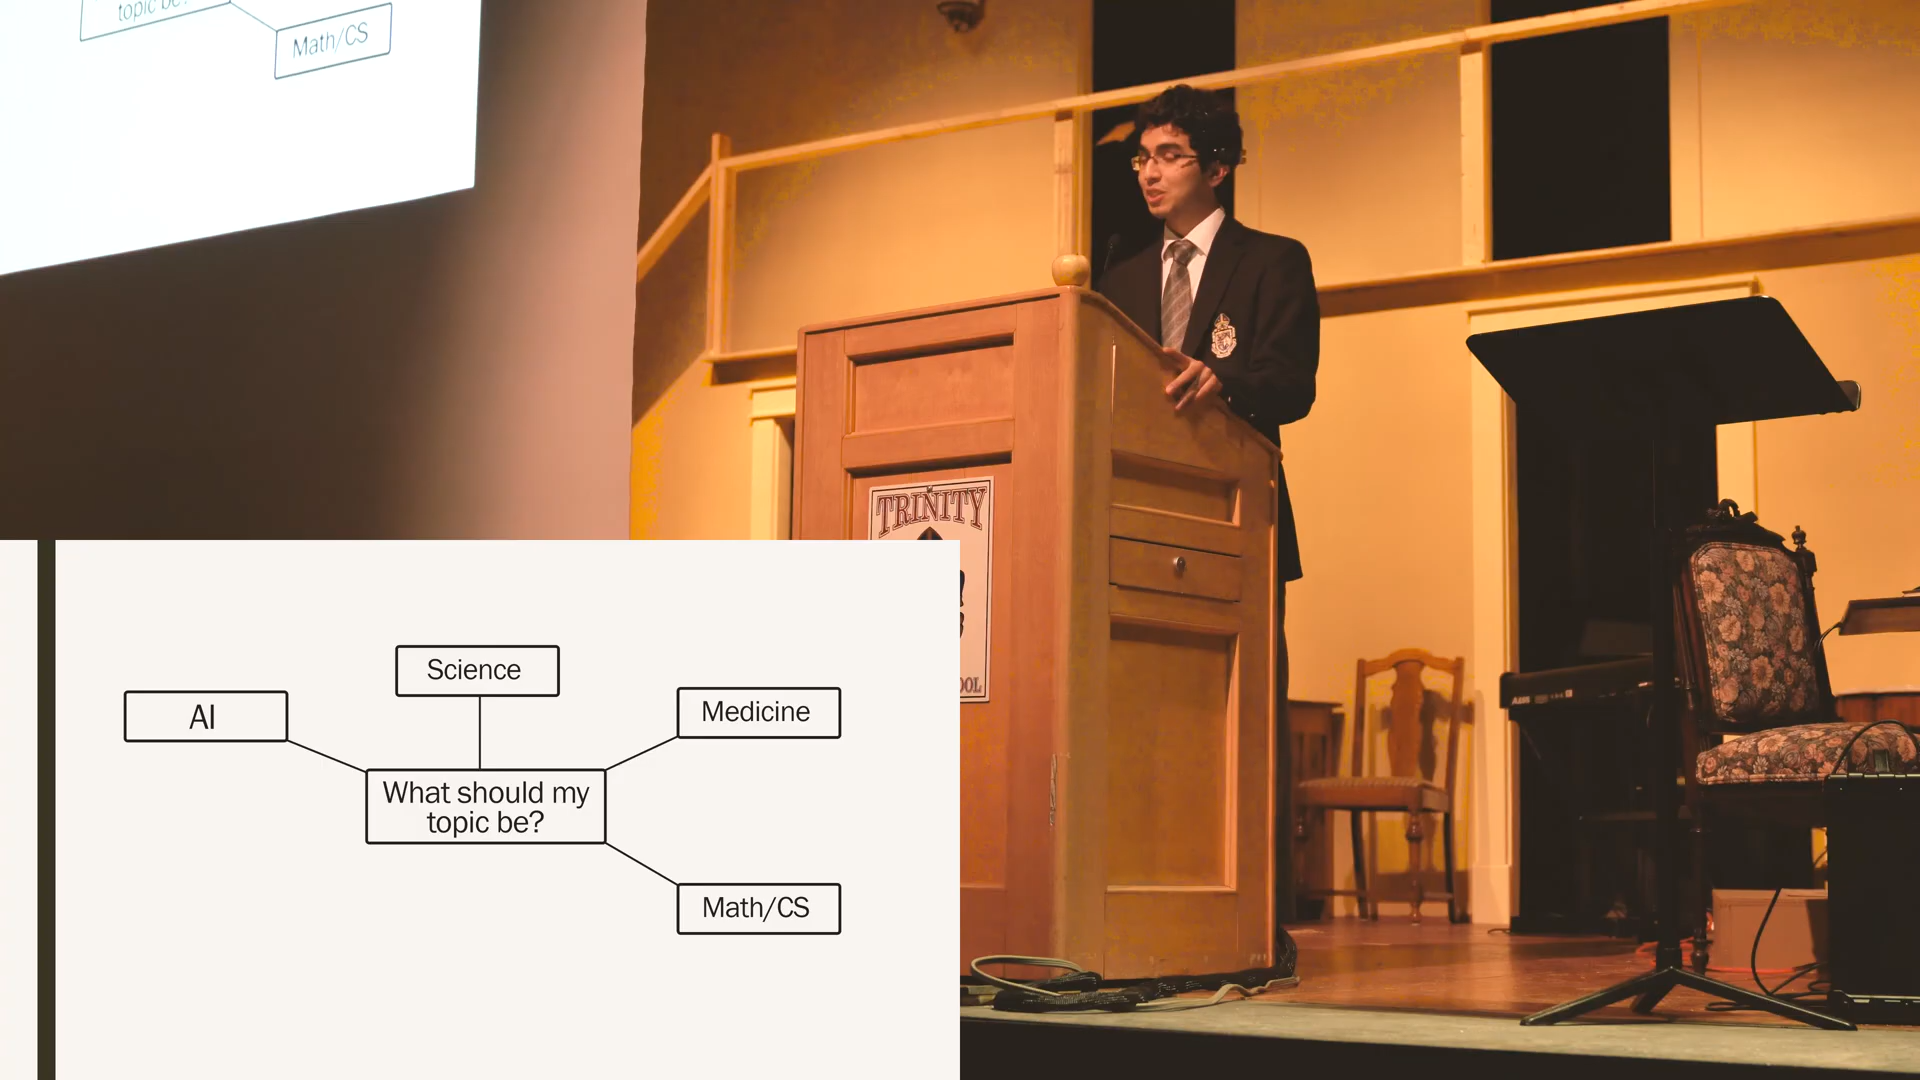 topic be?
Math/CS
TRINITY
OOL
Science
AI
Medicine
What should my
topic be?
Math/CS